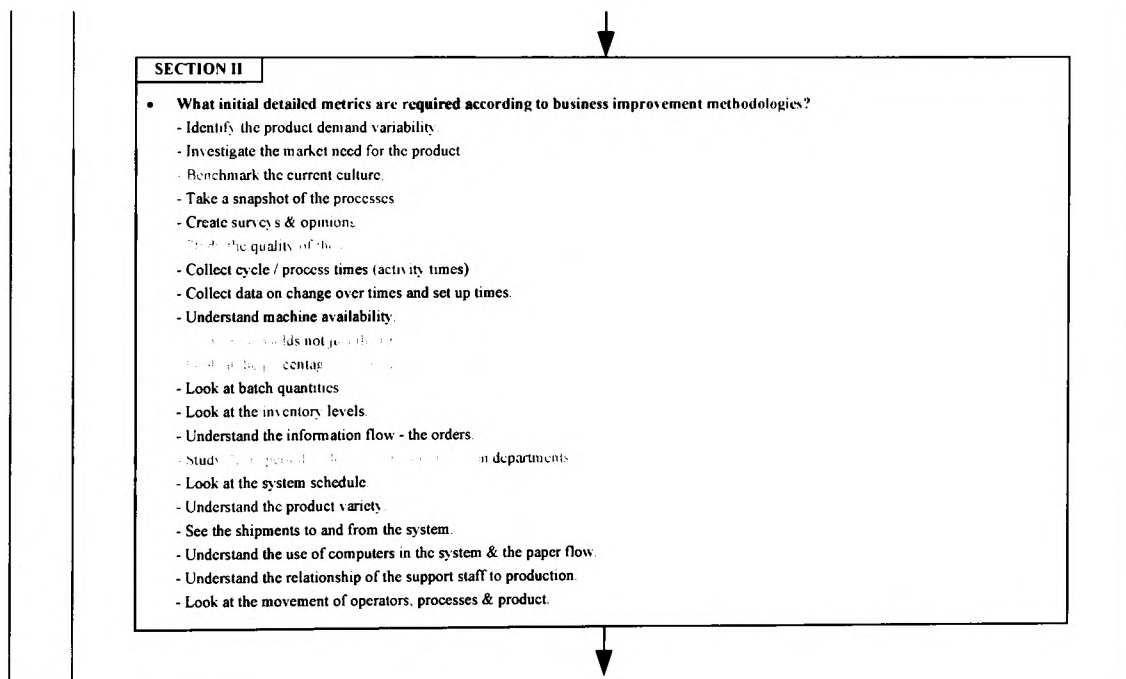 SECTION II
• What initial detailed metrics are required according to business improvement methodologies?
- Identify the product demand variability.
- Investigate the market need for the product
- Benchmark the current culture.
- Take a snapshot of the processes
- Create surveys & opinions
the quality of the
- Collect cycle / process times (activity times)
- Collect data on change over times and set up times.
- Understand machine availability.
not
- Look at batch quantities
- Look at the inventory levels.
- Understand the information flow - the orders.
- Study departments
- Look at the system schedule.
- Understand the product variety.
- See the shipments to and from the system.
- Understand the use of computers in the system & the paper flow.
- Understand the relationship of the support staff to production.
- Look at the movement of operators, processes & product.